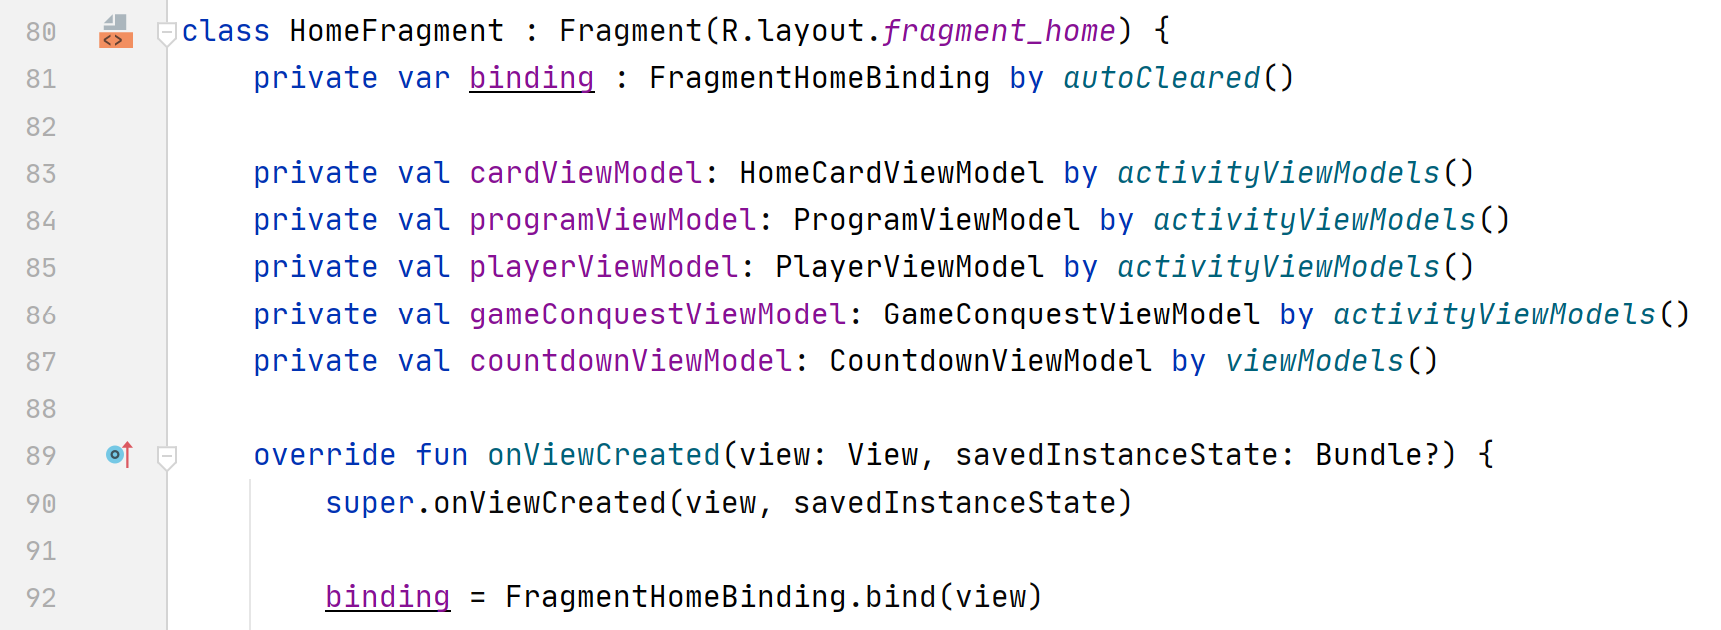 80 class HomeFragment : Fragment(R.layout.fragment_home) {
81     private var binding : FragmentHomeBinding by autoCleared()
82
83     private val cardViewModel: HomeCardViewModel by activityViewModels()
84     private val programViewModel: ProgramViewModel by activityViewModels()
85     private val playerViewModel: PlayerViewModel by activityViewModels()
86     private val gameConquestViewModel: GameConquestViewModel by activityViewModels()
87     private val countdownViewModel: CountdownViewModel by viewModels()
88
89     override fun onViewCreated(view: View, savedInstanceState: Bundle?) {
90         super.onViewCreated(view, savedInstanceState)
91
92         binding = FragmentHomeBinding.bind(view)